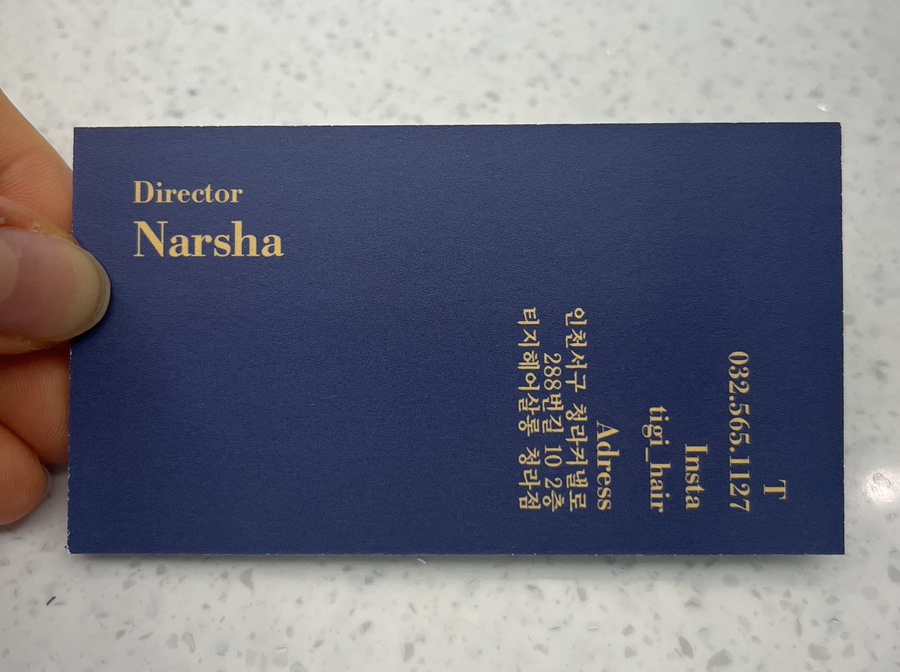 Director
Narsha
T
032.565.1127
Insta
tigi_hair
Adress
인천서구 청라커낼로
288번길 10 2층
티지헤어살롱 청라점